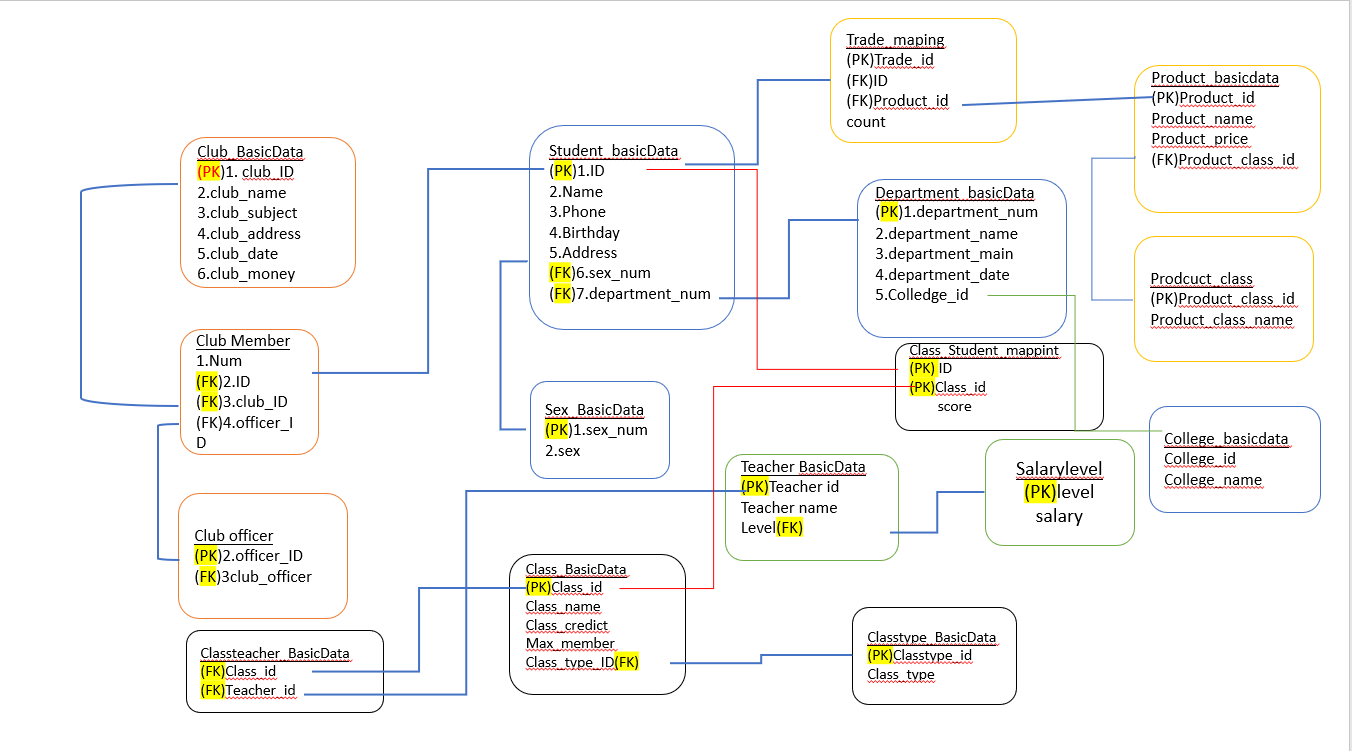 Trade_maping
(PK)Trade_id
(FK)ID
(FK)Product_id
count
Product_basicdata
(PK)Product_id
Product_name
Product_price
(FK)Product_class_id
Club_BasicData
(PK)1. club_ID
2.club_name
3.club_subject
4.club_address
5.club_date
6.club_money
Student_basicData
(PK)1.ID
2.Name
3.Phone
4.Birthday
5.Address
(FK)6.sex_num
(FK)7.department_num
Department_basicData
(PK)1.department_num
2.department_name
3.department_main
4.department_date
5.Colledge_id
Prodcuct_class
(PK)Product_class_id
Product_class_name
Club Member
1.Num
(FK)2.ID
(FK)3.club_ID
(FK)4.officer_I
D
Class_Student_mappint
(PK) ID
(PK)Class_id
score
Sex_BasicData
(PK)1.sex_num
2.sex
College_basicdata
College_id
College_name
Teacher BasicData
(PK)Teacher id
Teacher name
Level(FK)
Salarylevel
(PK)level
salary
Club officer
(PK)2.officer_ID
(FK)3club_officer
Class_BasicData
(PK)Class_id
Class_name
Class_credict
Max_member
Class_type_ID(FK)
Classteacher_BasicData
(FK)Class_id
(FK)Teacher_id
Classtype_BasicData
(PK)Classtype_id
Class_type